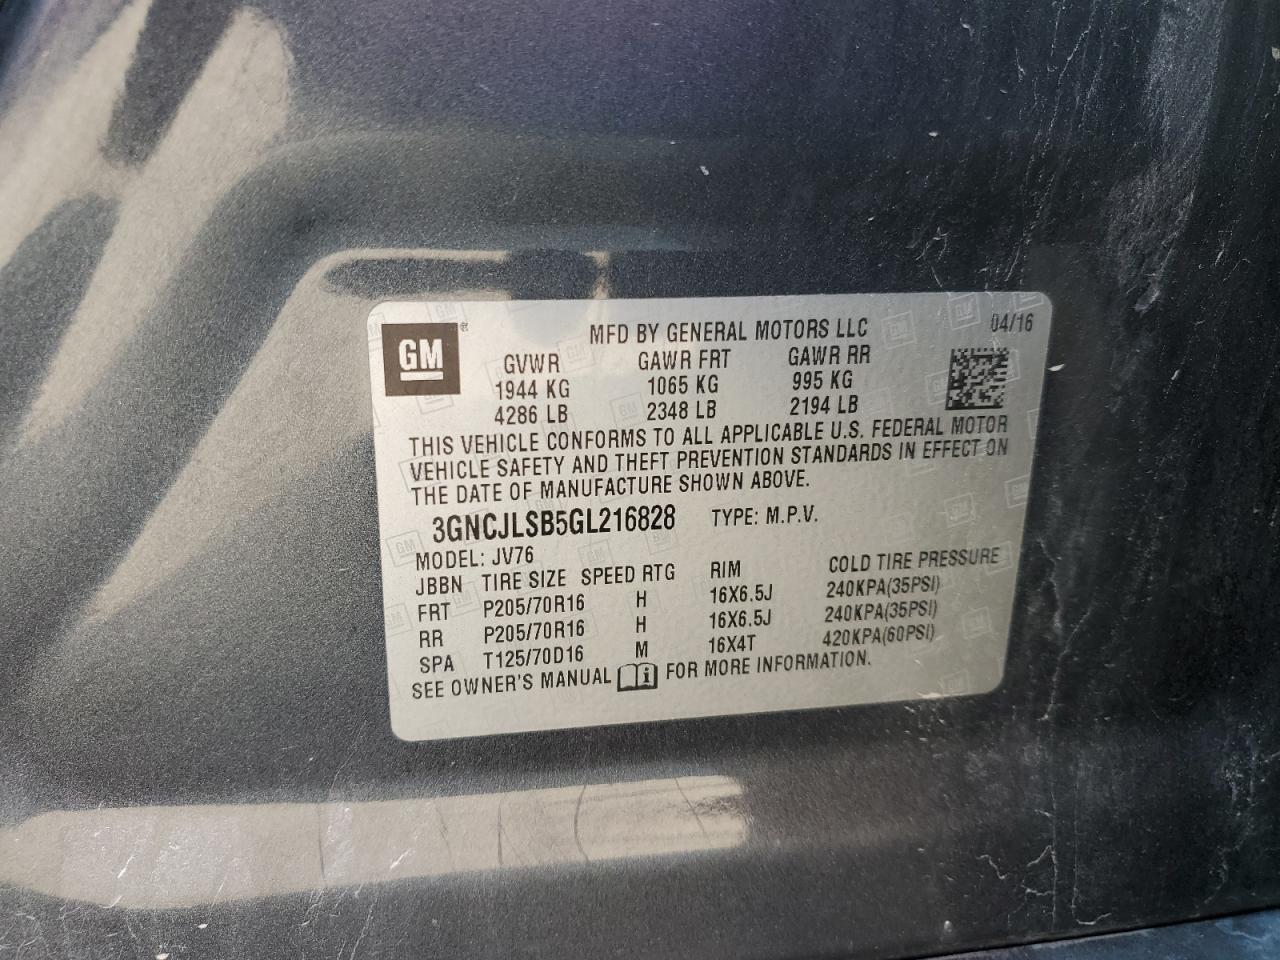 GM®
MFD BY GENERAL MOTORS LLC 04/16
GVWR GAWR FRT GAWR RR
1944 KG 1065 KG 995 KG
4286 LB 2348 LB 2194 LB
THIS VEHICLE CONFORMS TO ALL APPLICABLE U.S. FEDERAL MOTOR
VEHICLE SAFETY AND THEFT PREVENTION STANDARDS IN EFFECT ON
THE DATE OF MANUFACTURE SHOWN ABOVE.
3GNCJLSB5GL216828 TYPE: M.P.V.
MODEL: JV76
JBBN TIRE SIZE SPEED RTG RIM COLD TIRE PRESSURE
FRT P205/70R16 H 16X6.5J 240KPA(35PSI)
RR P205/70R16 H 16X6.5J 240KPA(35PSI)
SPA T125/70D16 M 16X4T 420KPA(60PSI)
SEE OWNER'S MANUAL i FOR MORE INFORMATION.